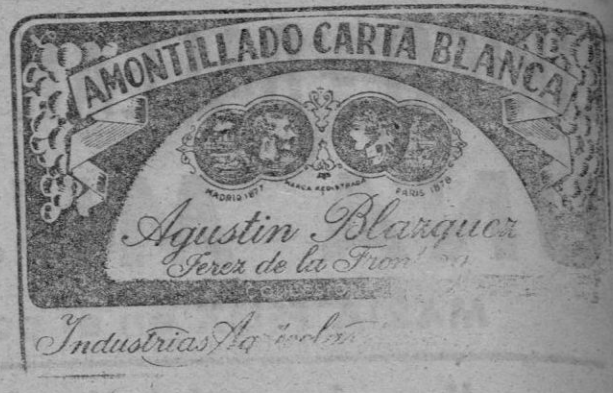 AMONTILLADO CARTA BLANCA
MADRID 1877 MARCA REGISTRADA PARIS 1878
Agustin Blazquez
Jerez de la
Industrias